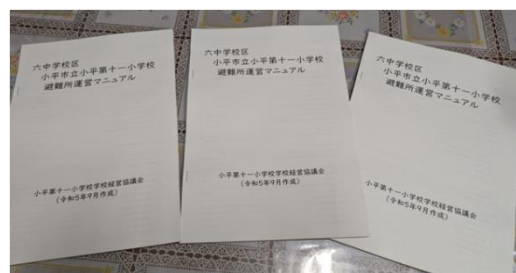 六中学校区
小平市立小平第十一小学校
避難所運営マニュアル
小平第十一小学校学校経営協議会
(令和5年9月作成)
六中学校区
小平市立小平第十一小学校
避難所運営マニュアル
小平第十一小学校学校経営協議会
(令和5年9月作成)
六中学校区
小平市立小平第十一小学校
避難所運営マニュアル
小平第十一小学校学校経営協議会
(令和5年9月作成)